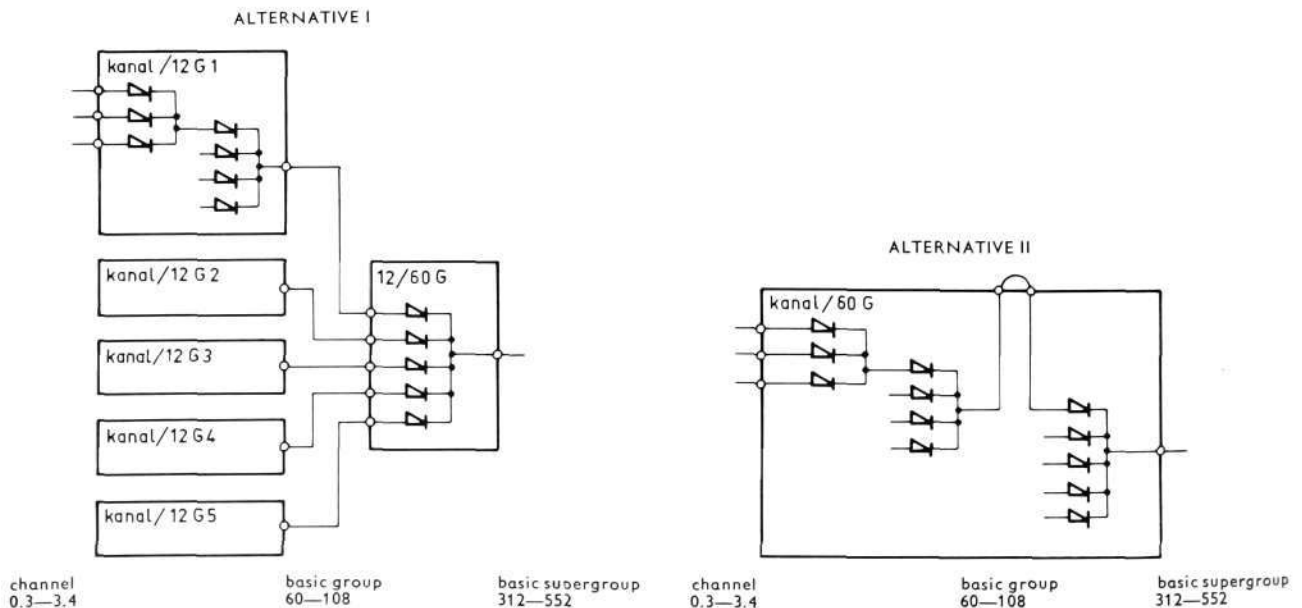 ALTERNATIVE I
kanal/12 G 1
kanal/12 G 2
kanal/12 G 3
kanal/12 G 4
kanal/12 G 5
12/60 G
channel
0.3—3.4
basic group
60—108
basic supergroup
312—552
ALTERNATIVE II
kanal/60 G
channel
0.3—3.4
basic group
60—108
basic supergroup
312—552